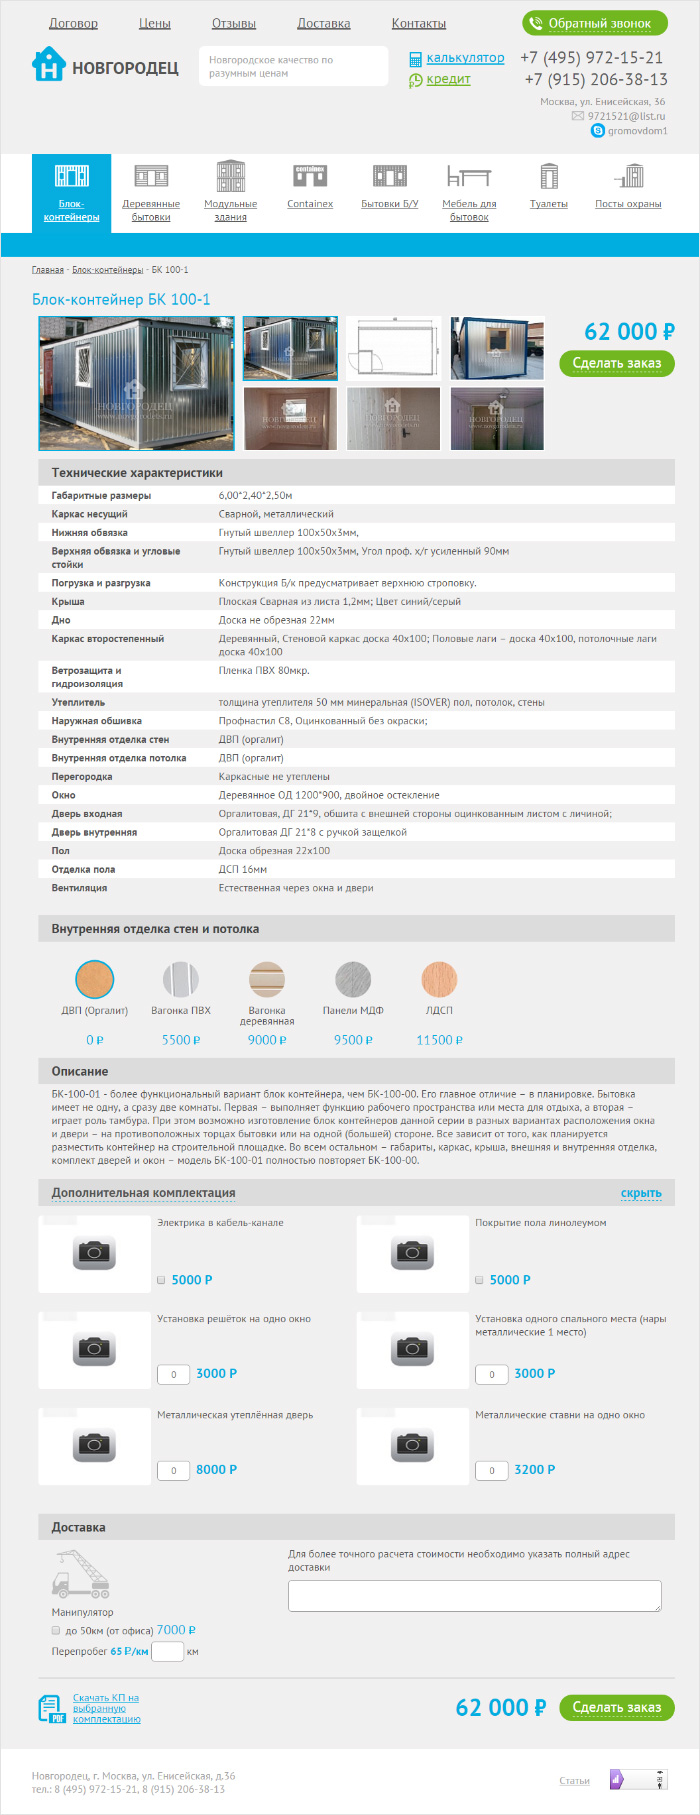 Договор Цены Отзывы Доставка Контакты Обратный звонок
НОВГОРОДЕЦ
Новгородское качество по
разумным ценам
калькулятор
кредит
+7 (495) 972-15-21
+7 (915) 206-38-13
Москва, ул. Енисейская, 36
9721521@list.ru
gromovdom1
Блок-
контейнеры
Деревянные
бытовки
Модульные
здания
containex
Containex
Бытовки Б/У
Мебель для
бытовок
Туалеты
Посты охраны
Главная - Блок-контейнеры - БК 100-1
Блок-контейнер БК 100-1
НОВГОРОДЕЦ
www.novgorodets.ru
62 000 ₽
Сделать заказ
Технические характеристики
Габаритные размеры 6,00*2,40*2,50м
Каркас несущий Сварной, металлический
Нижняя обвязка Гнутый швеллер 100х50х3мм,
Верхняя обвязка и угловые
стойки
Гнутый швеллер 100х50х3мм, Угол проф. х/г усиленный 90мм
Погрузка и разгрузка Конструкция Б/к предусматривает верхнюю строповку.
Крыша Плоская Сварная из листа 1,2мм; Цвет синий/серый
Дно Доска не обрезная 22мм
Каркас второстепенный Деревянный, Стеновой каркас доска 40х100; Половые лаги – доска 40х100, потолочные лаги
доска 40х100
Ветрозащита и
гидроизоляция
Пленка ПВХ 80мкр.
Утеплитель толщина утеплителя 50 мм минеральная (ISOVER) пол, потолок, стены
Наружная обшивка Профнастил С8, Оцинкованный без окраски;
Внутренняя отделка стен ДВП (оргалит)
Внутренняя отделка потолка ДВП (оргалит)
Перегородка Каркасные не утеплены
Окно Деревянное ОД 1200*900, двойное остекление
Дверь входная Оргалитовая, ДГ 21*9, обшита с внешней стороны оцинкованным листом с личиной;
Дверь внутренняя Оргалитовая ДГ 21*8 с ручкой защелкой
Пол Доска обрезная 22х100
Отделка пола ДСП 16мм
Вентиляция Естественная через окна и двери
Внутренняя отделка стен и потолка
ДВП (Оргалит)
0 ₽
Вагонка ПВХ
5500 ₽
Вагонка
деревянная
9000 ₽
Панели МДФ
9500 ₽
ЛДСП
11500 ₽
Описание
БК-100-01 - более функциональный вариант блок контейнера, чем БК-100-00. Его главное отличие – в планировке. Бытовка
имеет не одну, а сразу две комнаты. Первая – выполняет функцию рабочего пространства или места для отдыха, а вторая –
играет роль тамбура. При этом возможно изготовление блок контейнеров данной серии в разных вариантах расположения окна
и двери – на противоположных торцах бытовки или на одной (большей) стороне. Все зависит от того, как планируется
разместить контейнер на строительной площадке. Во всем остальном – габариты, каркас, крыша, внешняя и внутренняя отделка,
комплект дверей и окон – модель БК-100-01 полностью повторяет БК-100-00.
Дополнительная комплектация скрыть
Электрика в кабель-канале
5000 Р
Покрытие пола линолеумом
5000 Р
Установка решёток на одно окно
0 3000 Р
Установка одного спального места (нары
металлические 1 место)
0 3000 Р
Металлическая утеплённая дверь
0 8000 Р
Металлические ставни на одно окно
0 3200 Р
Доставка
Манипулятор
до 50км (от офиса) 7000 ₽
Перепробег 65 ₽/км км
Для более точного расчета стоимости необходимо указать полный адрес
доставки
PDF
Скачать КП на
выбранную
комплектацию
62 000 ₽
Сделать заказ
Новгородец, г. Москва, ул. Енисейская, д.36
тел.: 8 (495) 972-15-21, 8 (915) 206-38-13
Статьи